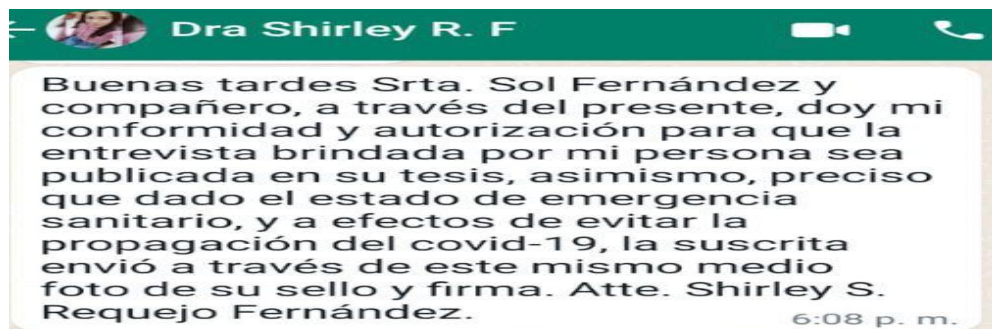 Dra Shirley R. F
Buenas tardes Srta. Sol Fernández y
compañero, a través del presente, doy mi
conformidad y autorización para que la
entrevista brindada por mi persona sea
publicada en su tesis, asimismo, preciso
que dado el estado de emergencia
sanitario, y a efectos de evitar la
propagación del covid-19, la suscrita
envió a través de este mismo medio
foto de su sello y firma. Atte. Shirley S.
Requejo Fernández.
6:08 p. m.